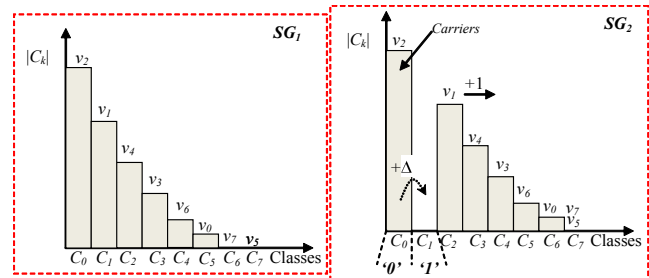 SG1
|Ck|
v2
v1
v4
v3
v6
v0
v7 v5
C0 C1 C2 C3 C4 C5 C6 C7 Classes
SG2
Carriers
|Ck|
v2
v1 +1
v4
+Δ
v3
v6
v0 v7
v5
C0 C1 C2 C3 C4 C5 C6 C7 Classes
‘0’ ‘1’